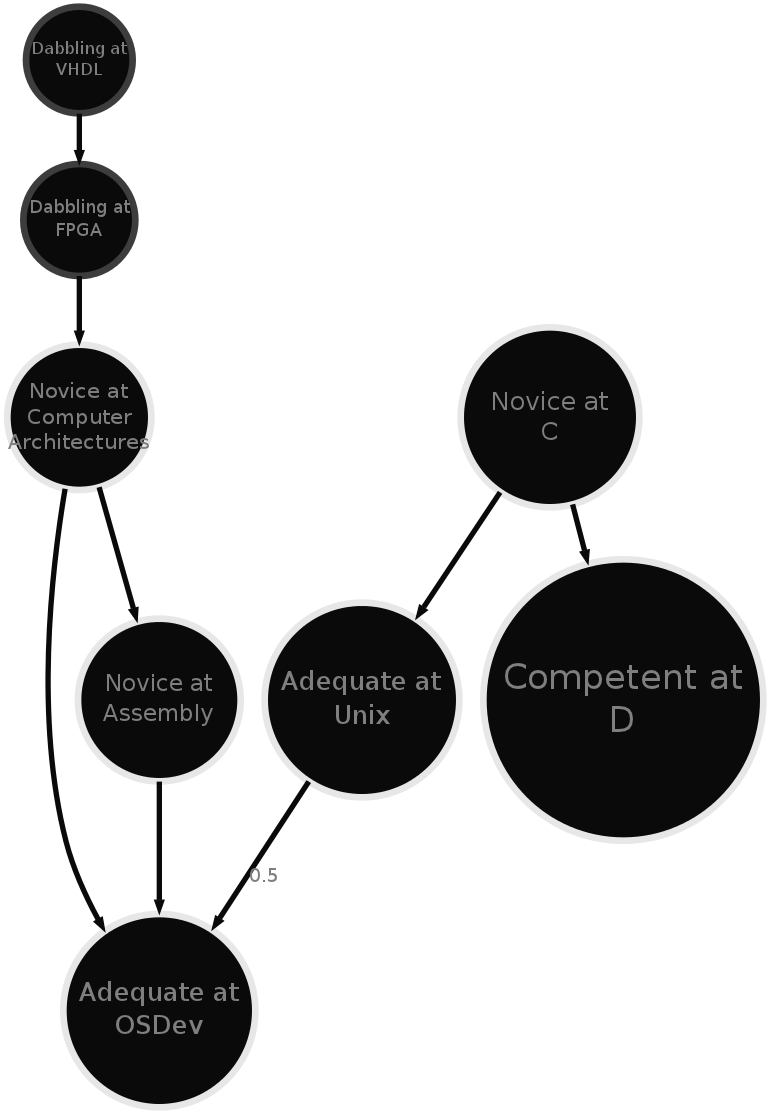 Dabbling at
VHDL
Dabbling at
FPGA
Novice at
Computer
Architectures
Novice at
C
Novice at
Assembly
Adequate at
Unix
Competent at
D
0.5
Adequate at
OSDev